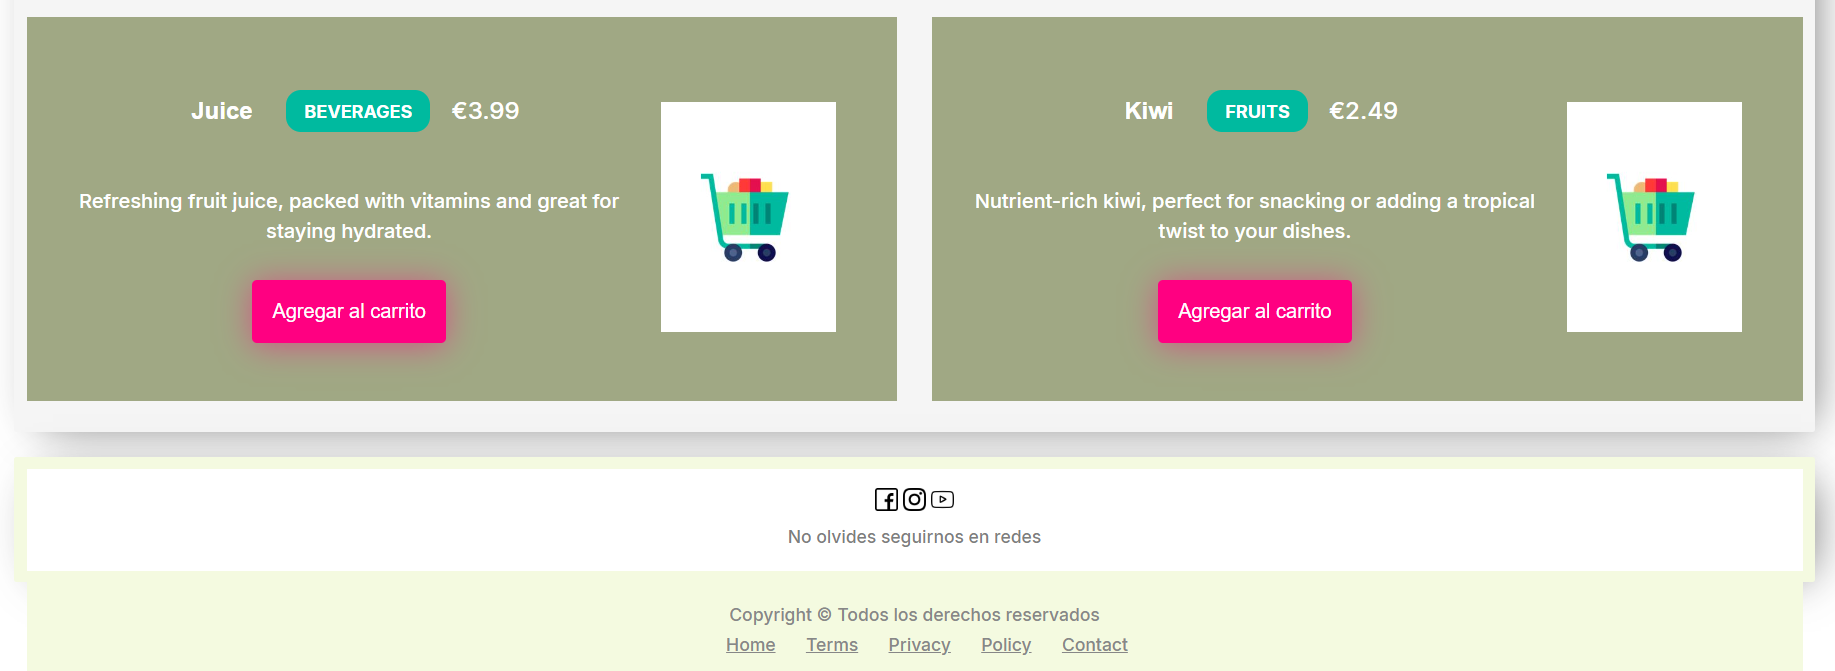 Juice BEVERAGES €3.99
Refreshing fruit juice, packed with vitamins and great for
staying hydrated.
Agregar al carrito
Kiwi FRUITS €2.49
Nutrient-rich kiwi, perfect for snacking or adding a tropical
twist to your dishes.
Agregar al carrito
No olvides seguirnos en redes
Copyright © Todos los derechos reservados
Home Terms Privacy Policy Contact